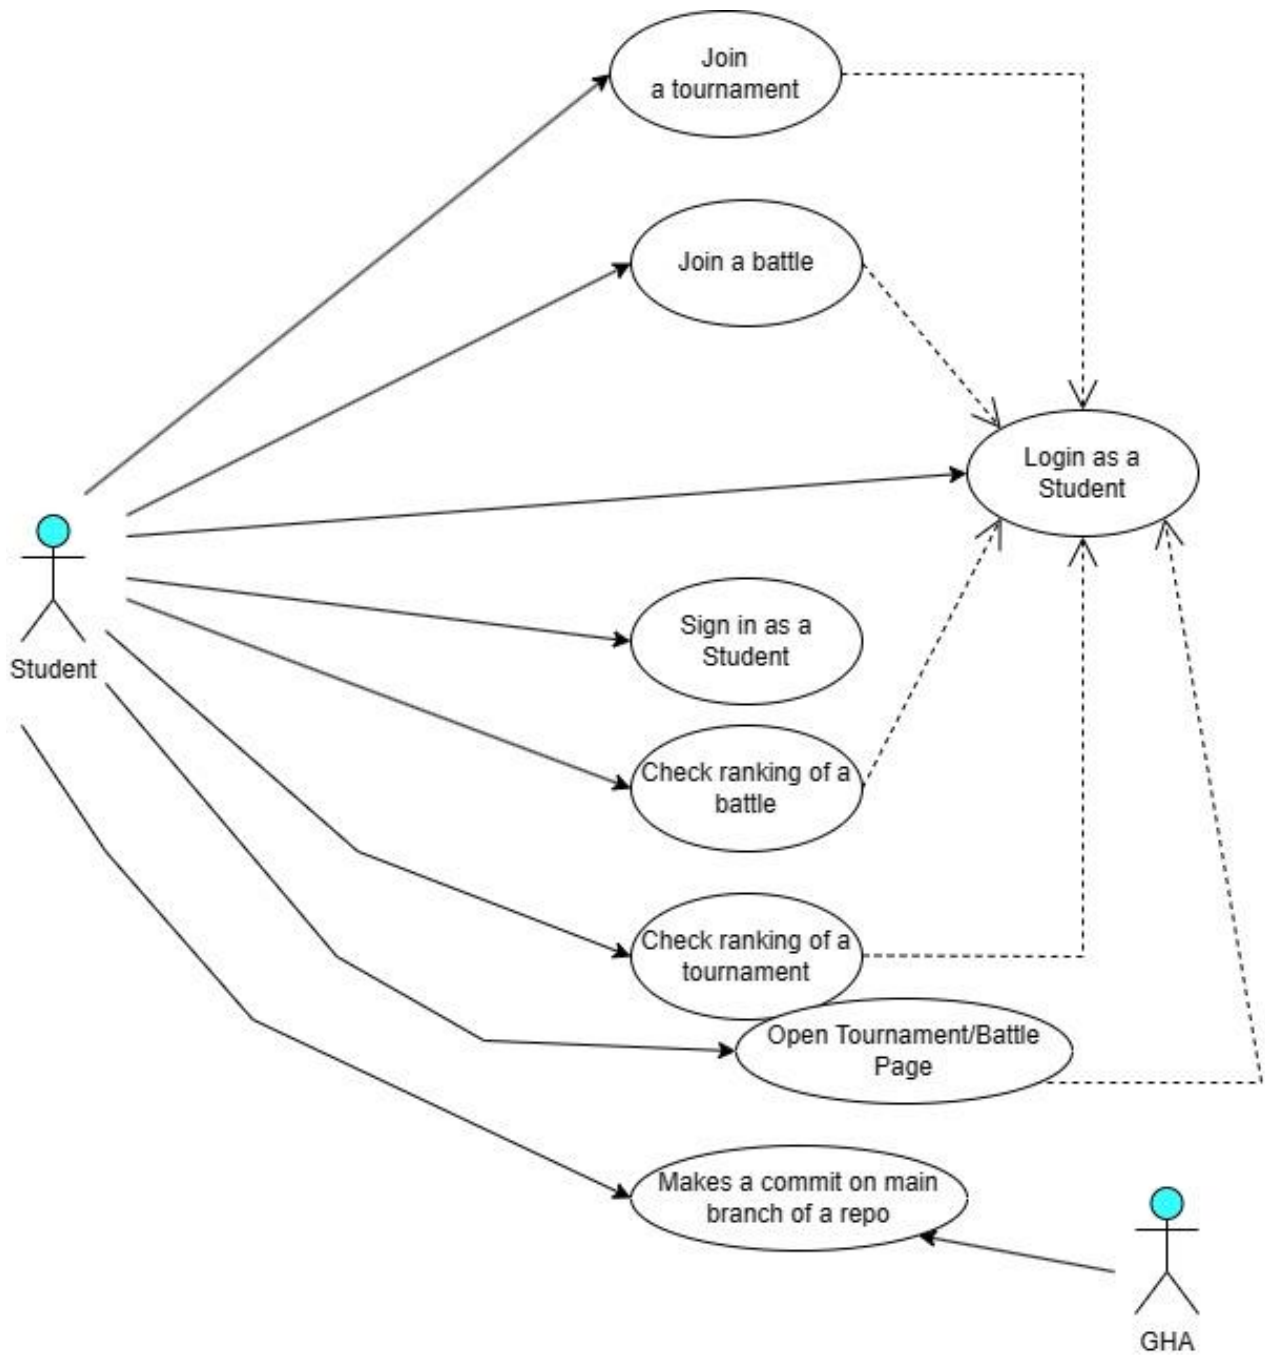 Join
a tournament
Join a battle
Login as a
Student
Student
Sign in as a
Student
Check ranking of a
battle
Check ranking of a
tournament
Open Tournament/Battle
Page
Makes a commit on main
branch of a repo
GHA